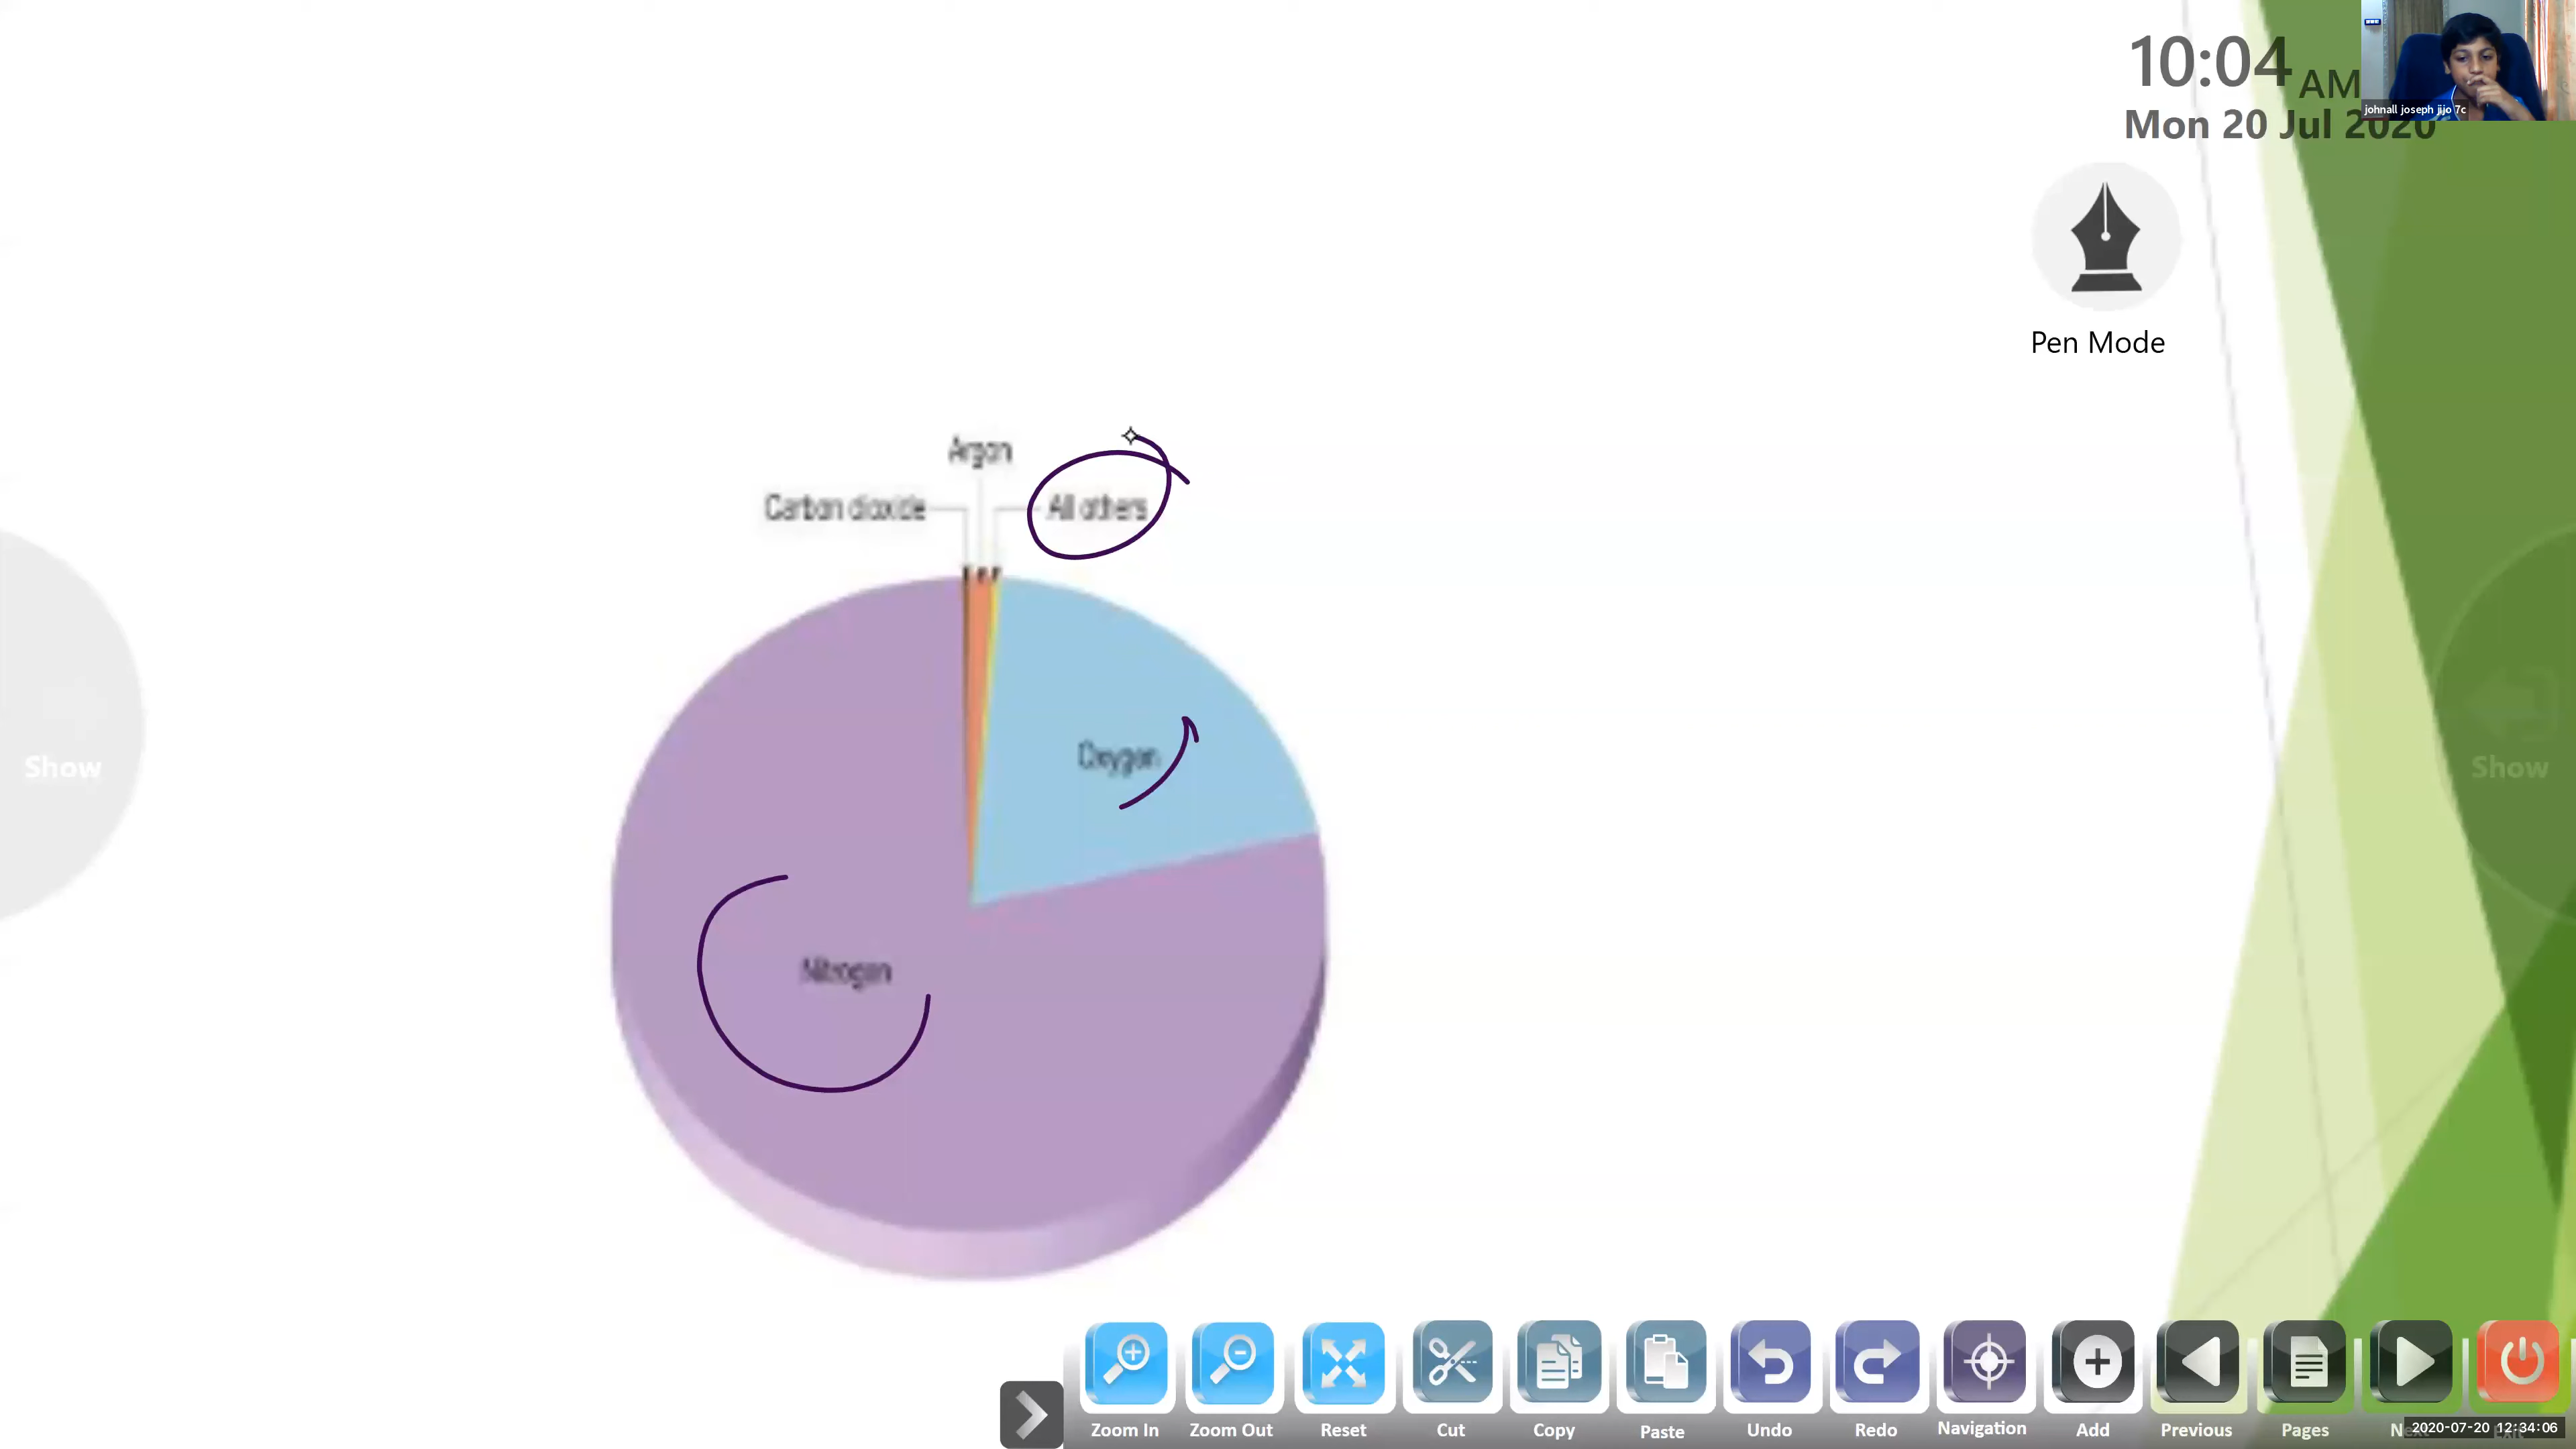 10:04 AM
johnall joseph jijo 7c
Mon 20 Jul 2020
Pen Mode
Argon
Carbon dioxide
All others
Oxygen
Show
Show
Nitrogen
Zoom In
Zoom Out
Reset
Cut
Copy
Paste
Undo
Redo
Navigation
Add
Previous
Pages
2020-07-20 12:34:06